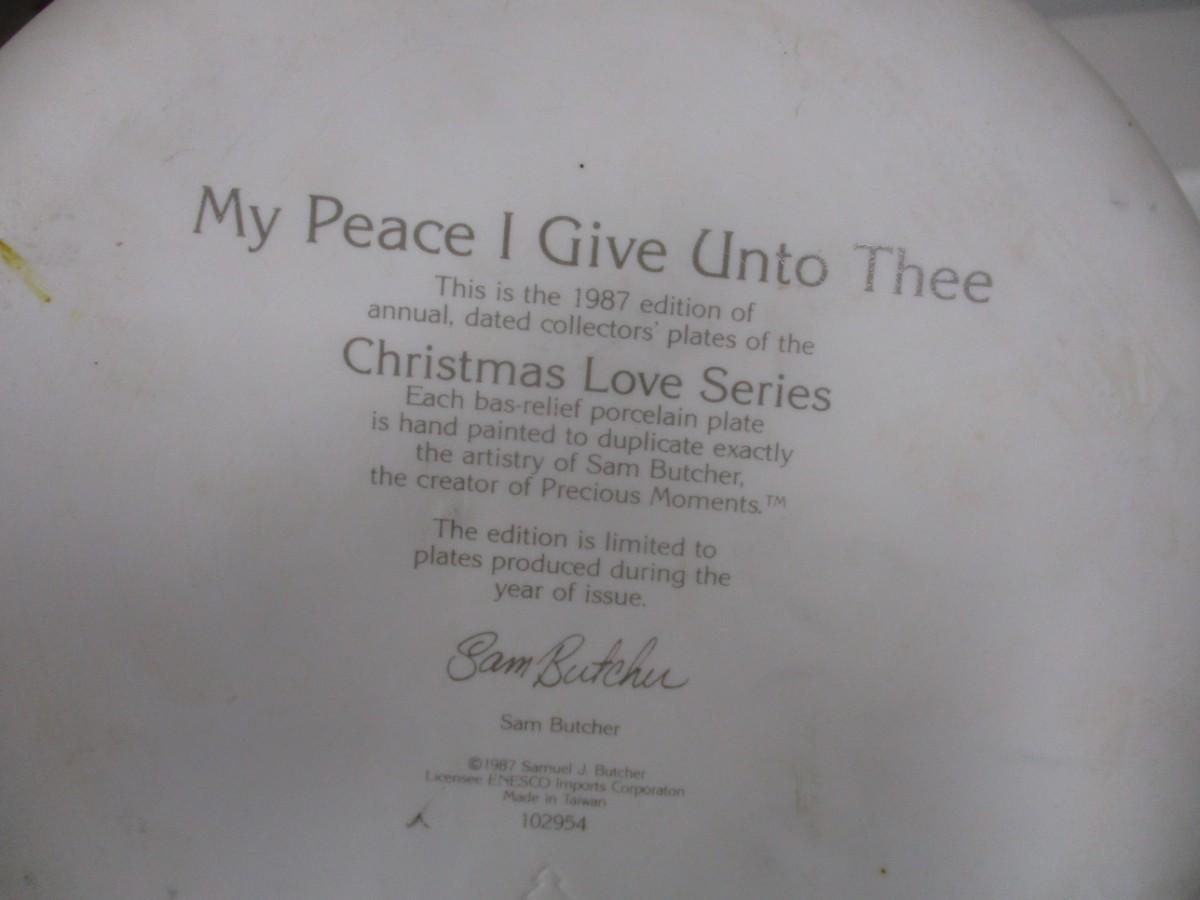 My Peace I Give Unto Thee
This is the 1987 edition of
annual, dated collectors' plates of the
Christmas Love Series
Each bas-relief porcelain plate
is hand painted to duplicate exactly
the artistry of Sam Butcher,
the creator of Precious Moments.™
The edition is limited to
plates produced during the
year of issue.
Sam Butcher
Sam Butcher
©1987 Samuel J. Butcher
Licensee ENESCO Imports Corporaton
Made in Taiwan
102954